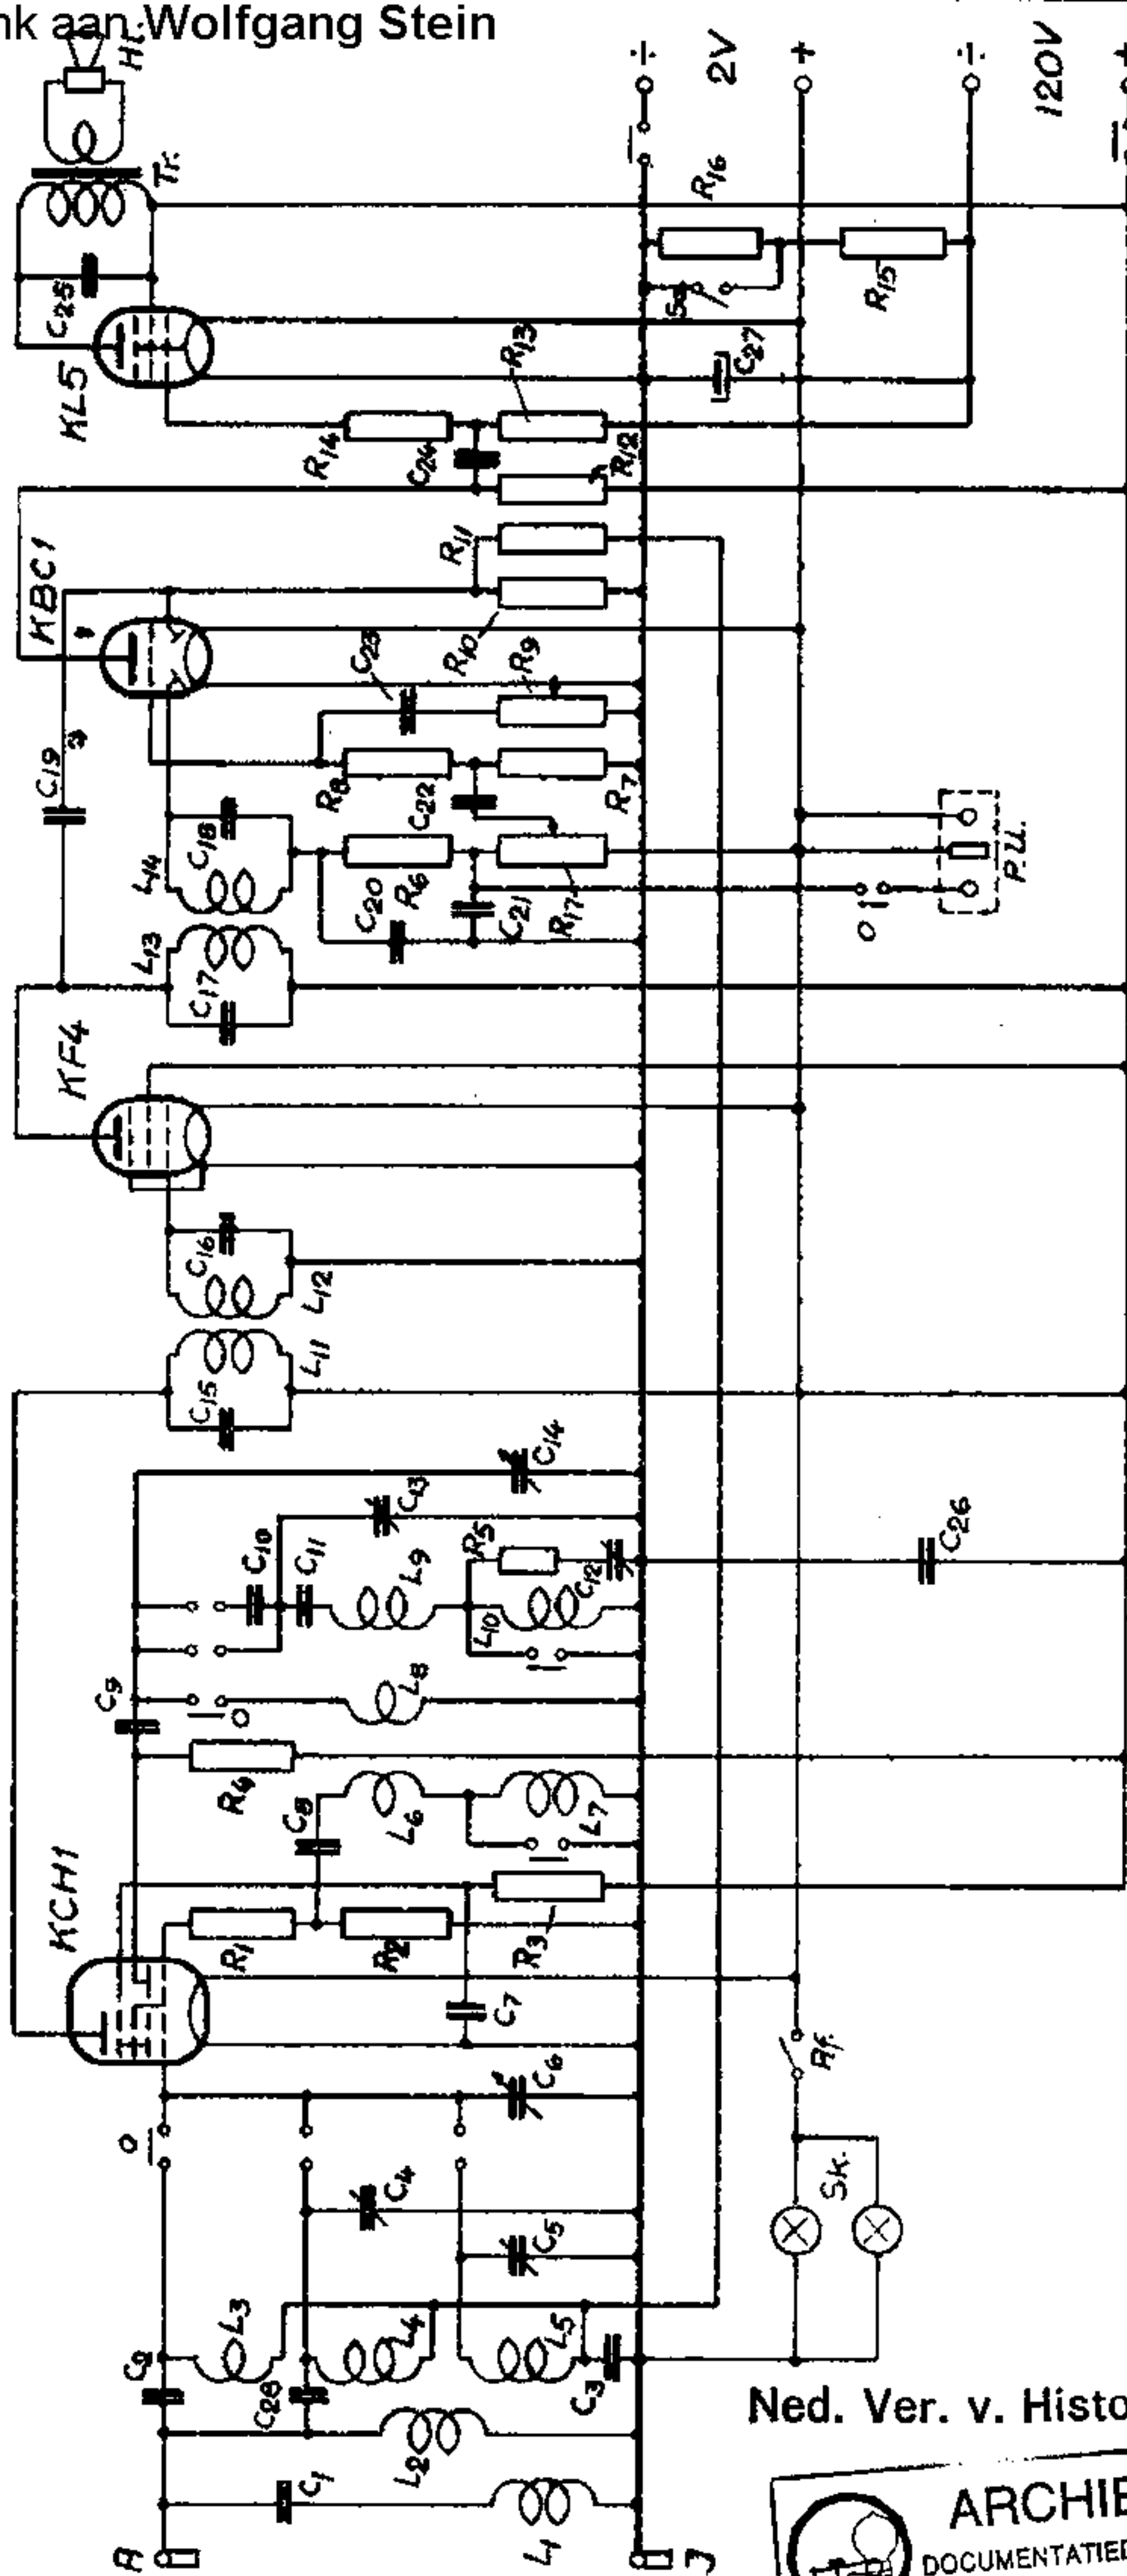 nk aan Wolfgang Stein
Ht.
Tr.
C25
KL5
R14
C24
R13
R12
R16
S
R15
C27
÷
2V
+
÷
120V
+
KBC1
C19
R11
R10
C23
R9
R8
C22
R7
L14
C18
L13
C17
C20
R6
C21
R17
O
P.U.
KF4
C16
L12
L11
C15
C14
C13
C10
C11
L9
R5
C12
L10
L8
C9
O
R4
C8
L6
L7
KCH1
R1
R2
R3
C7
C6
O
C4
C5
Af.
Sk.
L3
L4
L5
C2
C28
C3
L2
C1
L1
A
J
C26
Ned. Ver. v. Histo
ARCHIE
DOCUMENTATIED